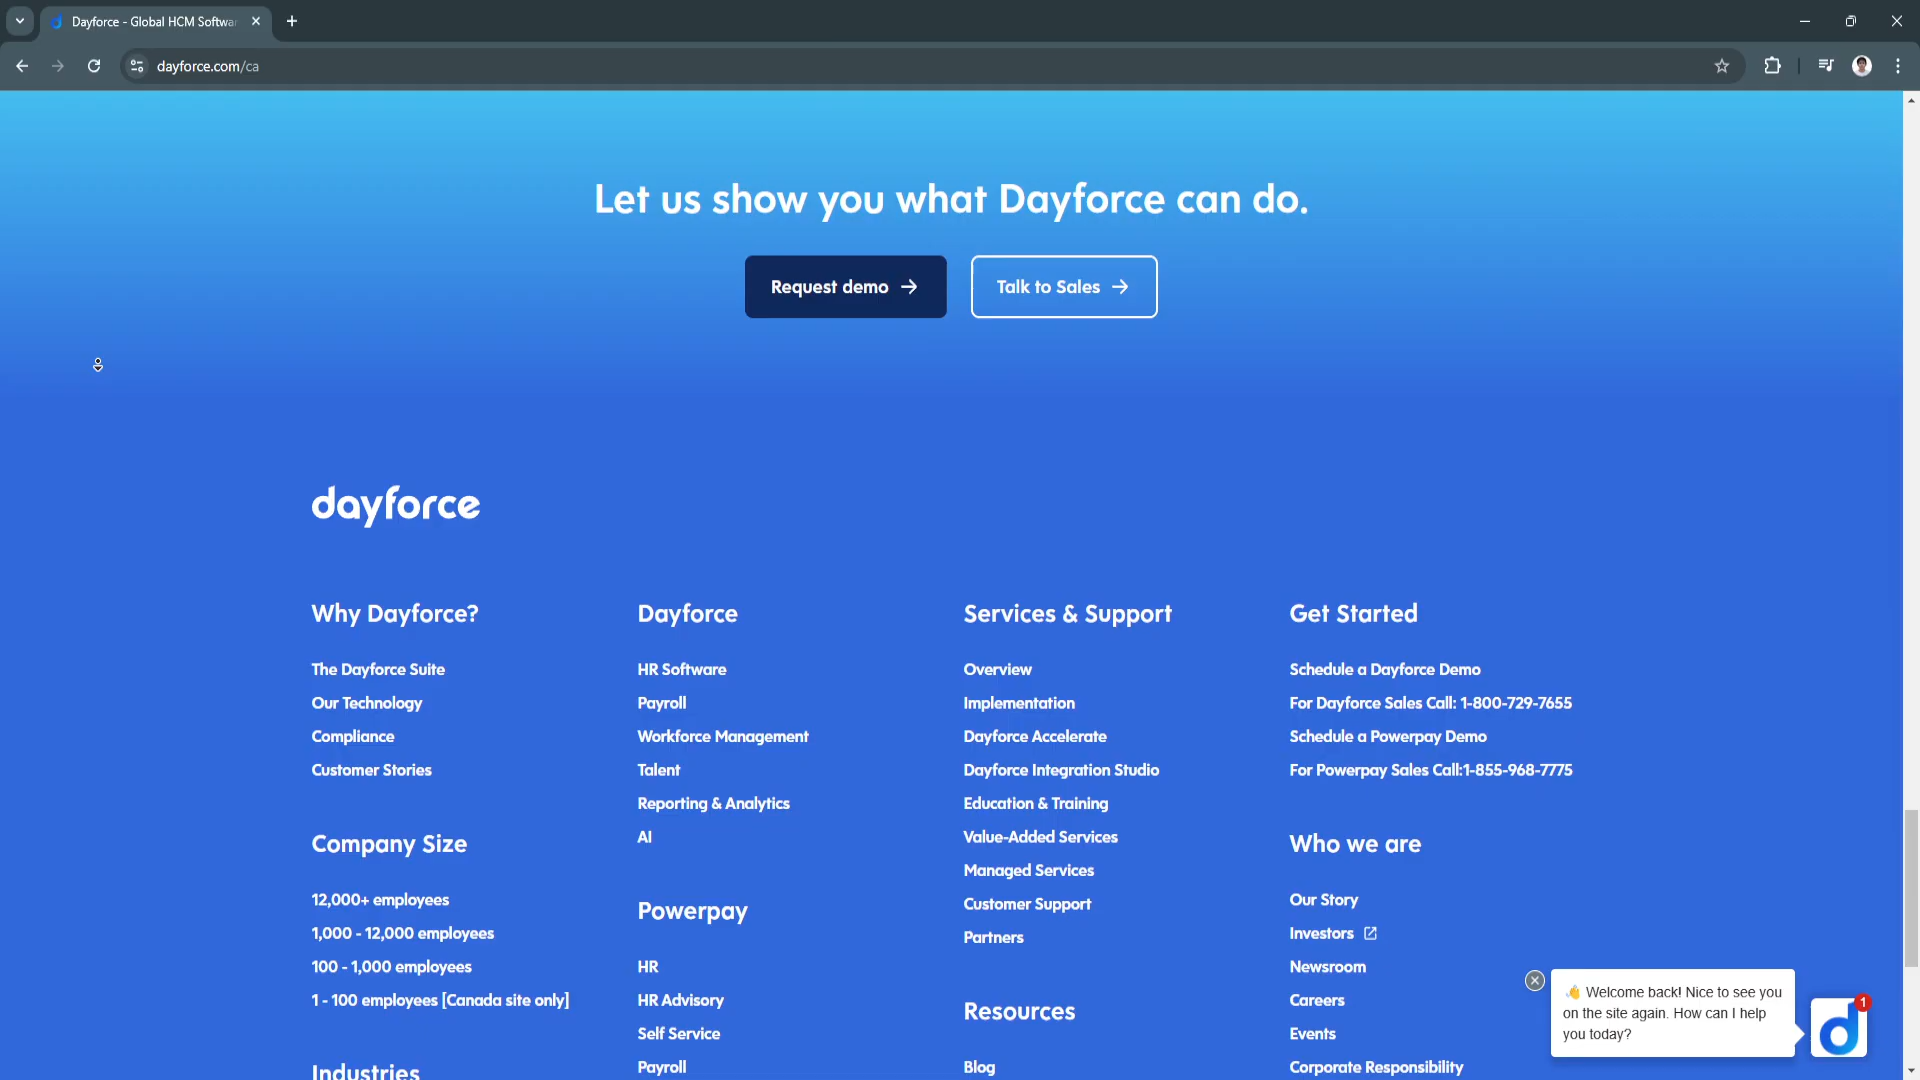 Dayforce - Global HCM Softwar
dayforce.com/ca
Let us show you what Dayforce can do.
Request demo
Talk to Sales
dayforce
Why Dayforce?
The Dayforce Suite
Our Technology
Compliance
Customer Stories
Company Size
12,000+ employees
1,000 - 12,000 employees
100 - 1,000 employees
1 - 100 employees [Canada site only]
Industries
Dayforce
HR Software
Payroll
Workforce Management
Talent
Reporting & Analytics
AI
Powerpay
HR
HR Advisory
Self Service
Payroll
Services & Support
Overview
Implementation
Dayforce Accelerate
Dayforce Integration Studio
Education & Training
Value-Added Services
Managed Services
Customer Support
Partners
Resources
Blog
Get Started
Schedule a Dayforce Demo
For Dayforce Sales Call: 1-800-729-7655
Schedule a Powerpay Demo
For Powerpay Sales Call:1-855-968-7775
Who we are
Our Story
Investors
Newsroom
Careers
Events
Corporate Responsibility
👋 Welcome back! Nice to see you
on the site again. How can I help
you today?
d
1